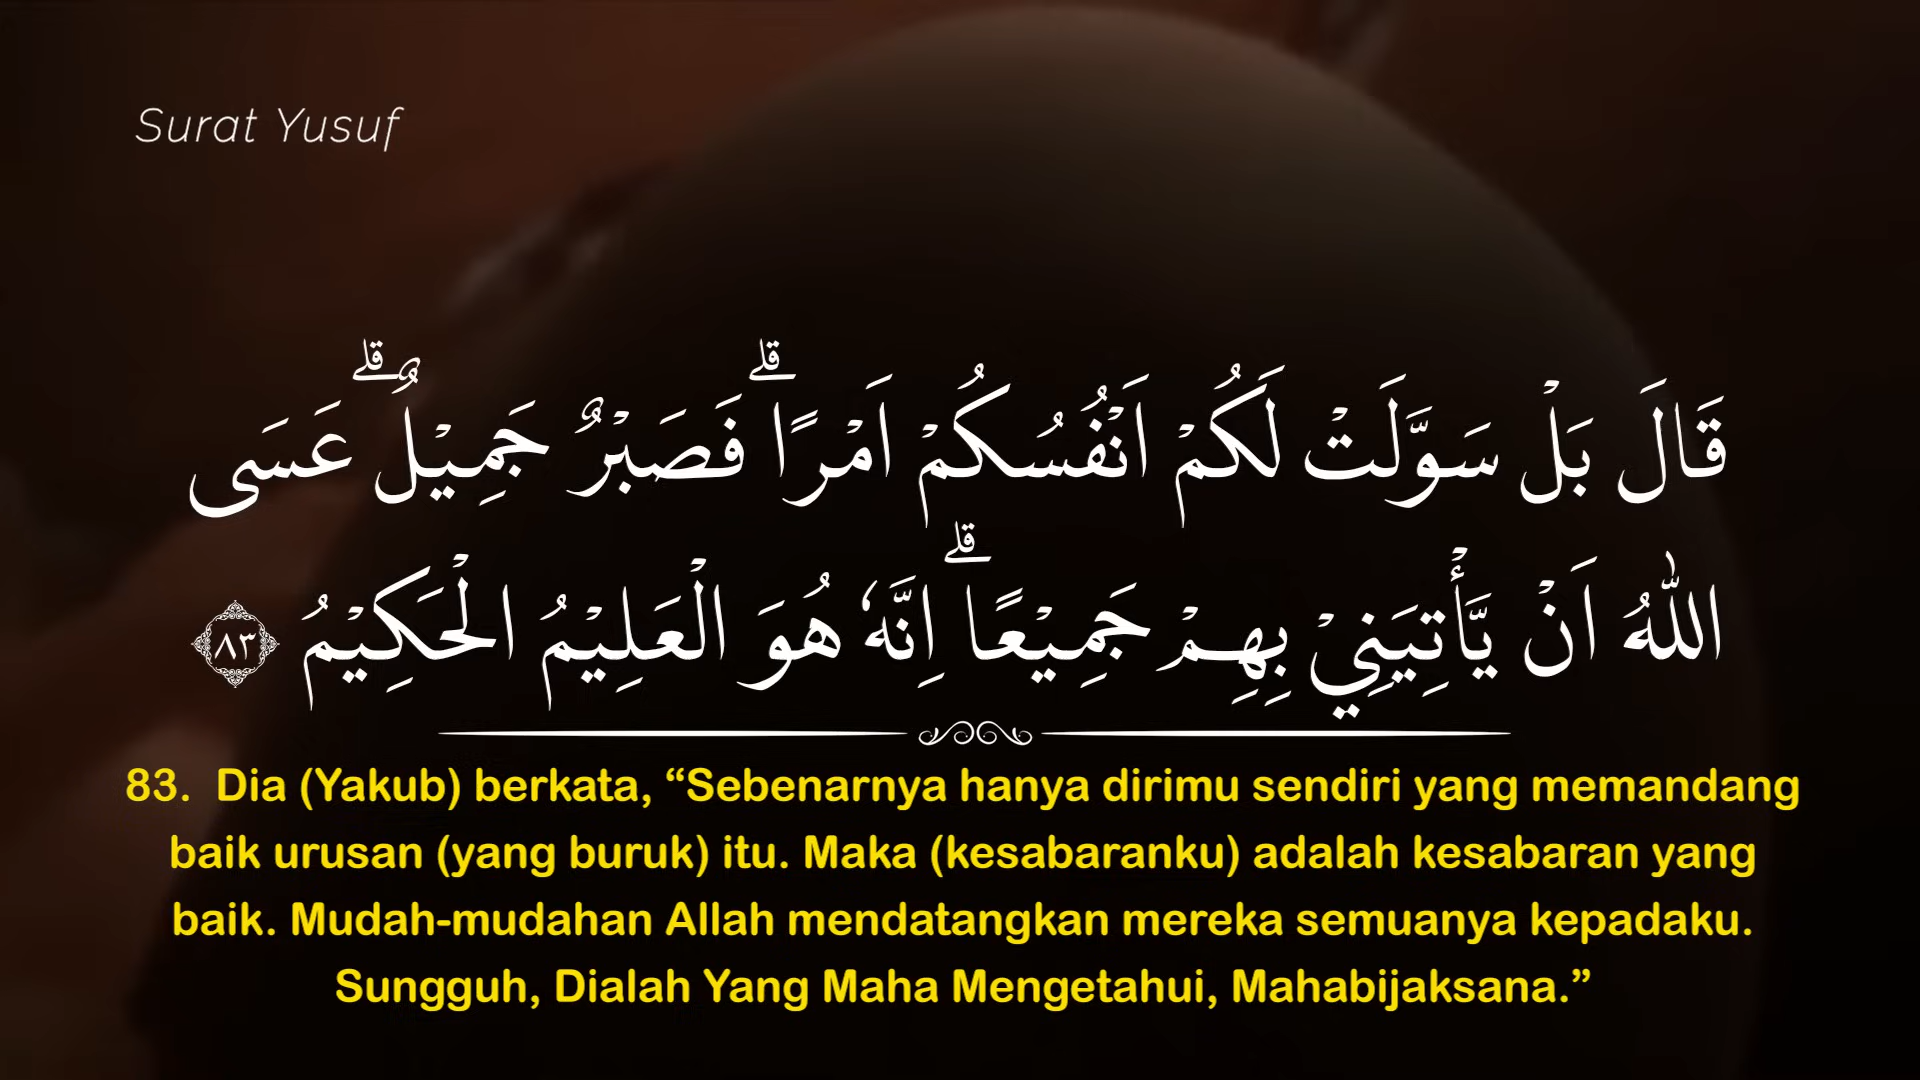 Surat Yusuf
قَالَ بَلْ سَوَّلَتْ لَكُمْ اَنْفُسُكُمْ اَمْرًاۗ فَصَبْرٌ جَمِيْلٌۗ عَسَى
اللّٰهُ اَنْ يَّأْتِيَنِيْ بِهِمْ جَمِيْعًاۗ اِنَّهٗ هُوَ الْعَلِيْمُ الْحَكِيْمُ ٨٣
83. Dia (Yakub) berkata, “Sebenarnya hanya dirimu sendiri yang memandang
baik urusan (yang buruk) itu. Maka (kesabaranku) adalah kesabaran yang
baik. Mudah-mudahan Allah mendatangkan mereka semuanya kepadaku.
Sungguh, Dialah Yang Maha Mengetahui, Mahabijaksana.”